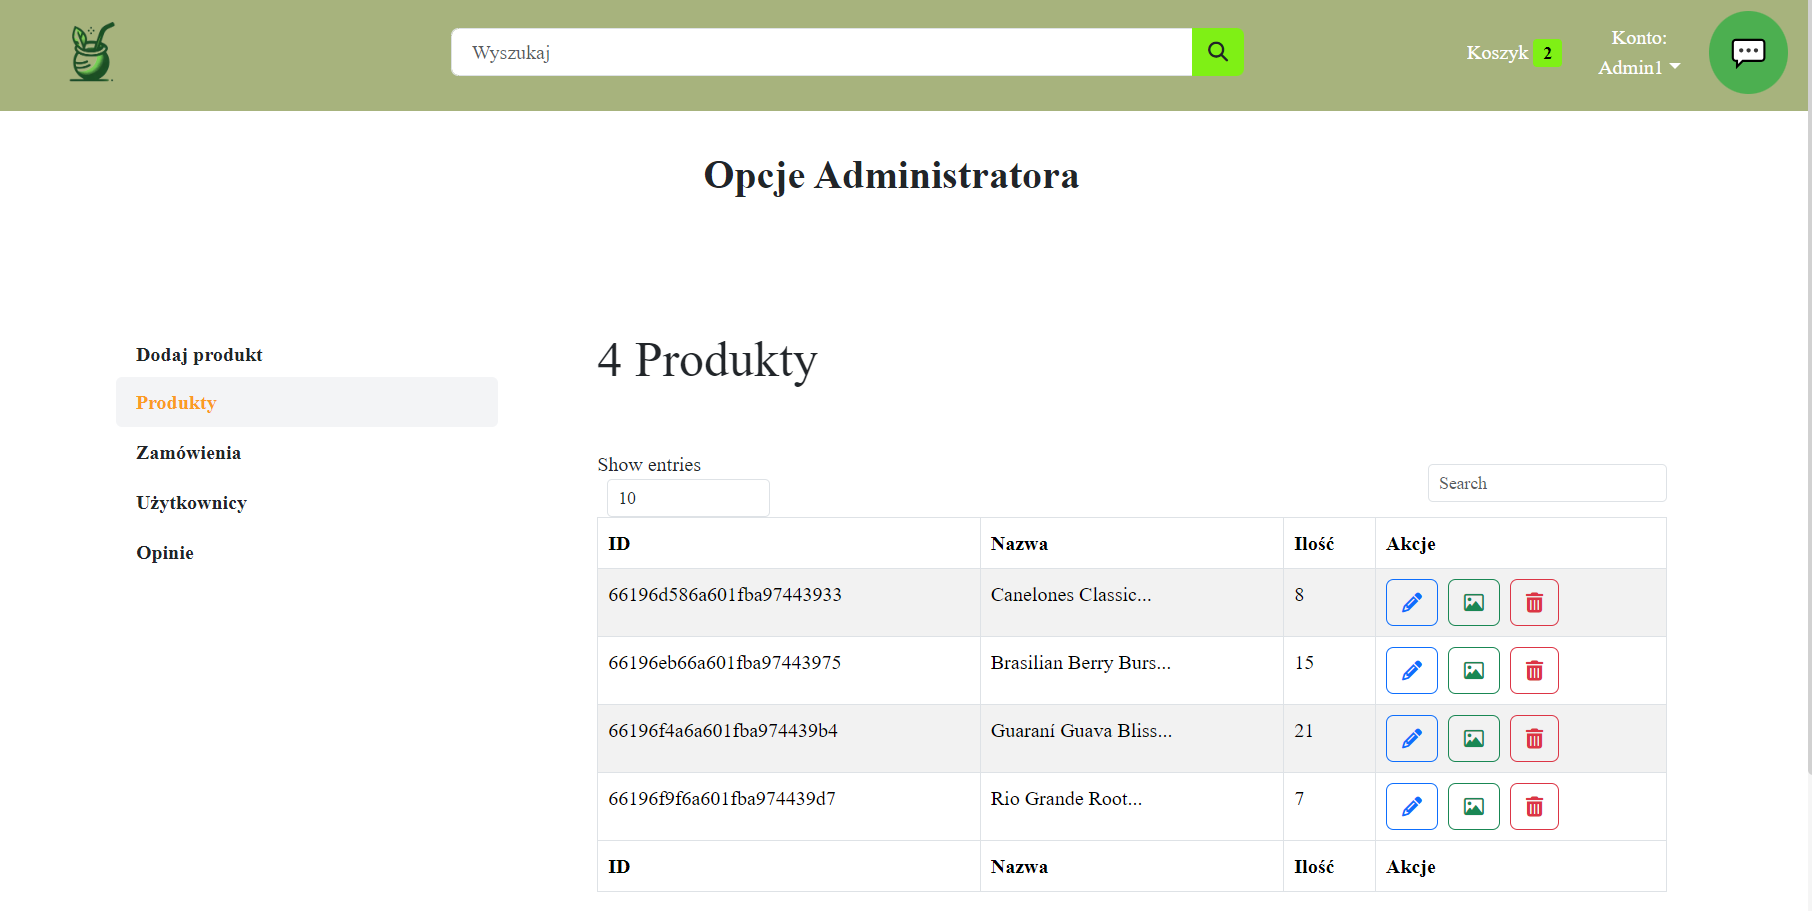 Wyszukaj
Koszyk 2
Konto:
Admin1
Opcje Administratora
Dodaj produkt
Produkty
Zamówienia
Użytkownicy
Opinie
4 Produkty
Show entries
10
Search
ID Nazwa Ilość Akcje
66196d586a601fba97443933 Canelones Classic... 8
66196eb66a601fba97443975 Brasilian Berry Burs... 15
66196f4a6a601fba974439b4 Guaraní Guava Bliss... 21
66196f9f6a601fba974439d7 Rio Grande Root... 7
ID Nazwa Ilość Akcje